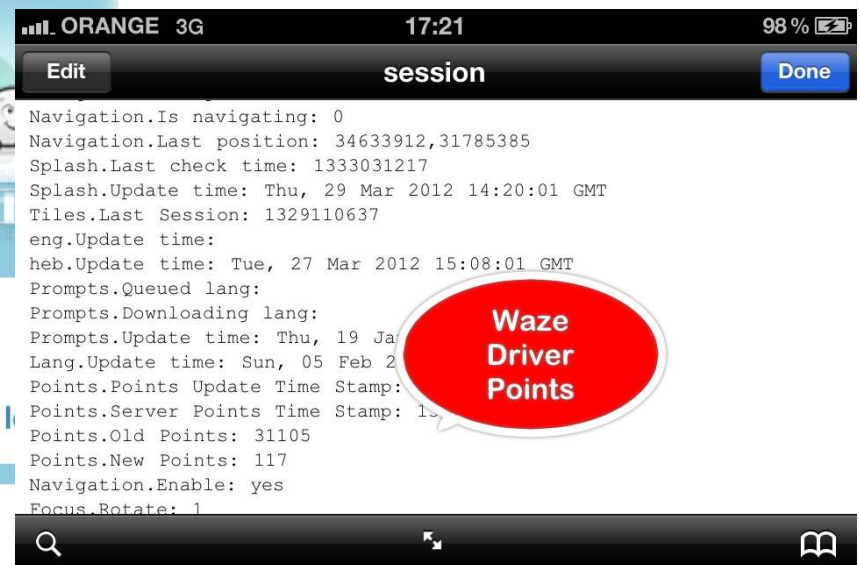 ORANGE 3G 17:21 98 %
Edit session Done
Navigation.Is navigating: 0
Navigation.Last position: 34633912,31785385
Splash.Last check time: 1333031217
Splash.Update time: Thu, 29 Mar 2012 14:20:01 GMT
Tiles.Last Session: 1329110637
eng.Update time:
heb.Update time: Tue, 27 Mar 2012 15:08:01 GMT
Prompts.Queued lang:
Prompts.Downloading lang:
Prompts.Update time: Thu, 19
Lang.Update time: Sun, 05 Feb
Points.Points Update Time Stamp:
Points.Server Points Time Stamp:
Points.Old Points: 31105
Points.New Points: 117
Navigation.Enable: yes
Focus.Rotate: 1
Waze
Driver
Points